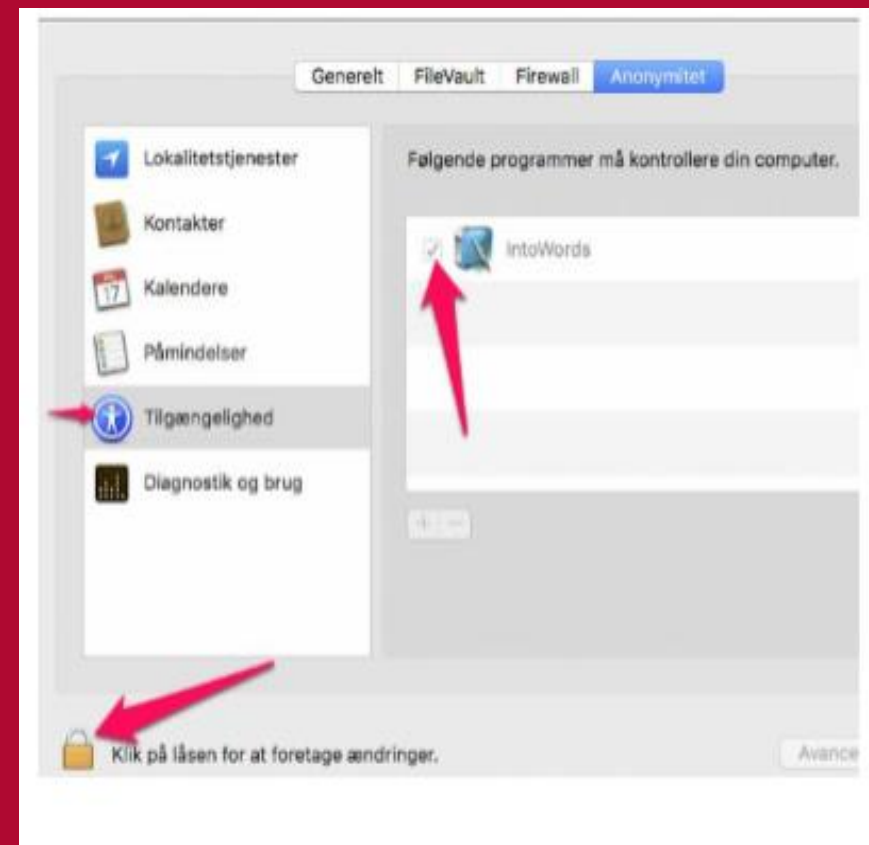 Generelt FileVault Firewall Anonymitet
Lokalitetstjenester
Følgende programmer må kontrollere din computer.
Kontakter
IntoWords
17
Kalendere
Påmindelser
Tilgængelighed
Diagnostik og brug
+ −
Klik på låsen for at foretage ændringer.
Avance